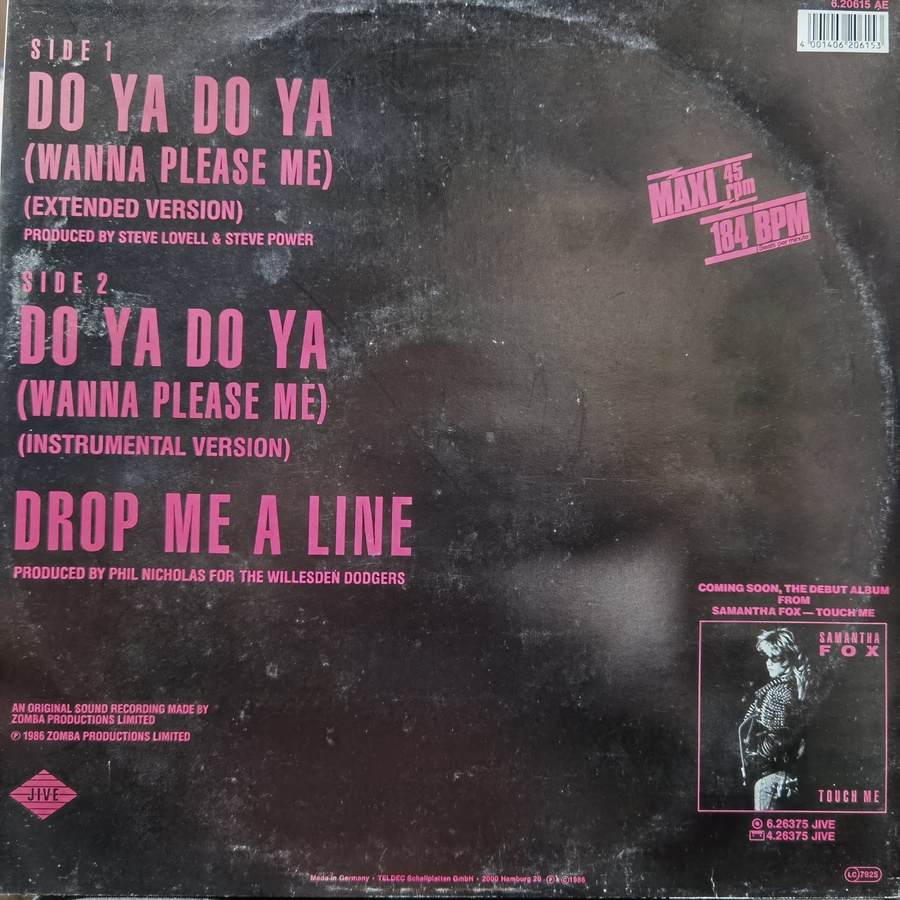 6.20615 AE
4 001406 206153
SIDE 1
DO YA DO YA
(WANNA PLEASE ME)
(EXTENDED VERSION)
PRODUCED BY STEVE LOVELL & STEVE POWER
MAXI 45 rpm
184 BPM
beats per minute
SIDE 2
DO YA DO YA
(WANNA PLEASE ME)
(INSTRUMENTAL VERSION)
DROP ME A LINE
PRODUCED BY PHIL NICHOLAS FOR THE WILLESDEN DODGERS
COMING SOON, THE DEBUT ALBUM
FROM
SAMANTHA FOX — TOUCH ME
SAMANTHA
FOX
TOUCH ME
6.26375 JIVE
4.26375 JIVE
AN ORIGINAL SOUND RECORDING MADE BY
ZOMBA PRODUCTIONS LIMITED
℗ 1986 ZOMBA PRODUCTIONS LIMITED
JIVE
Made in Germany · TELDEC Schallplatten GmbH · 2000 Hamburg 20 · ℗ © 1986
LC 7925